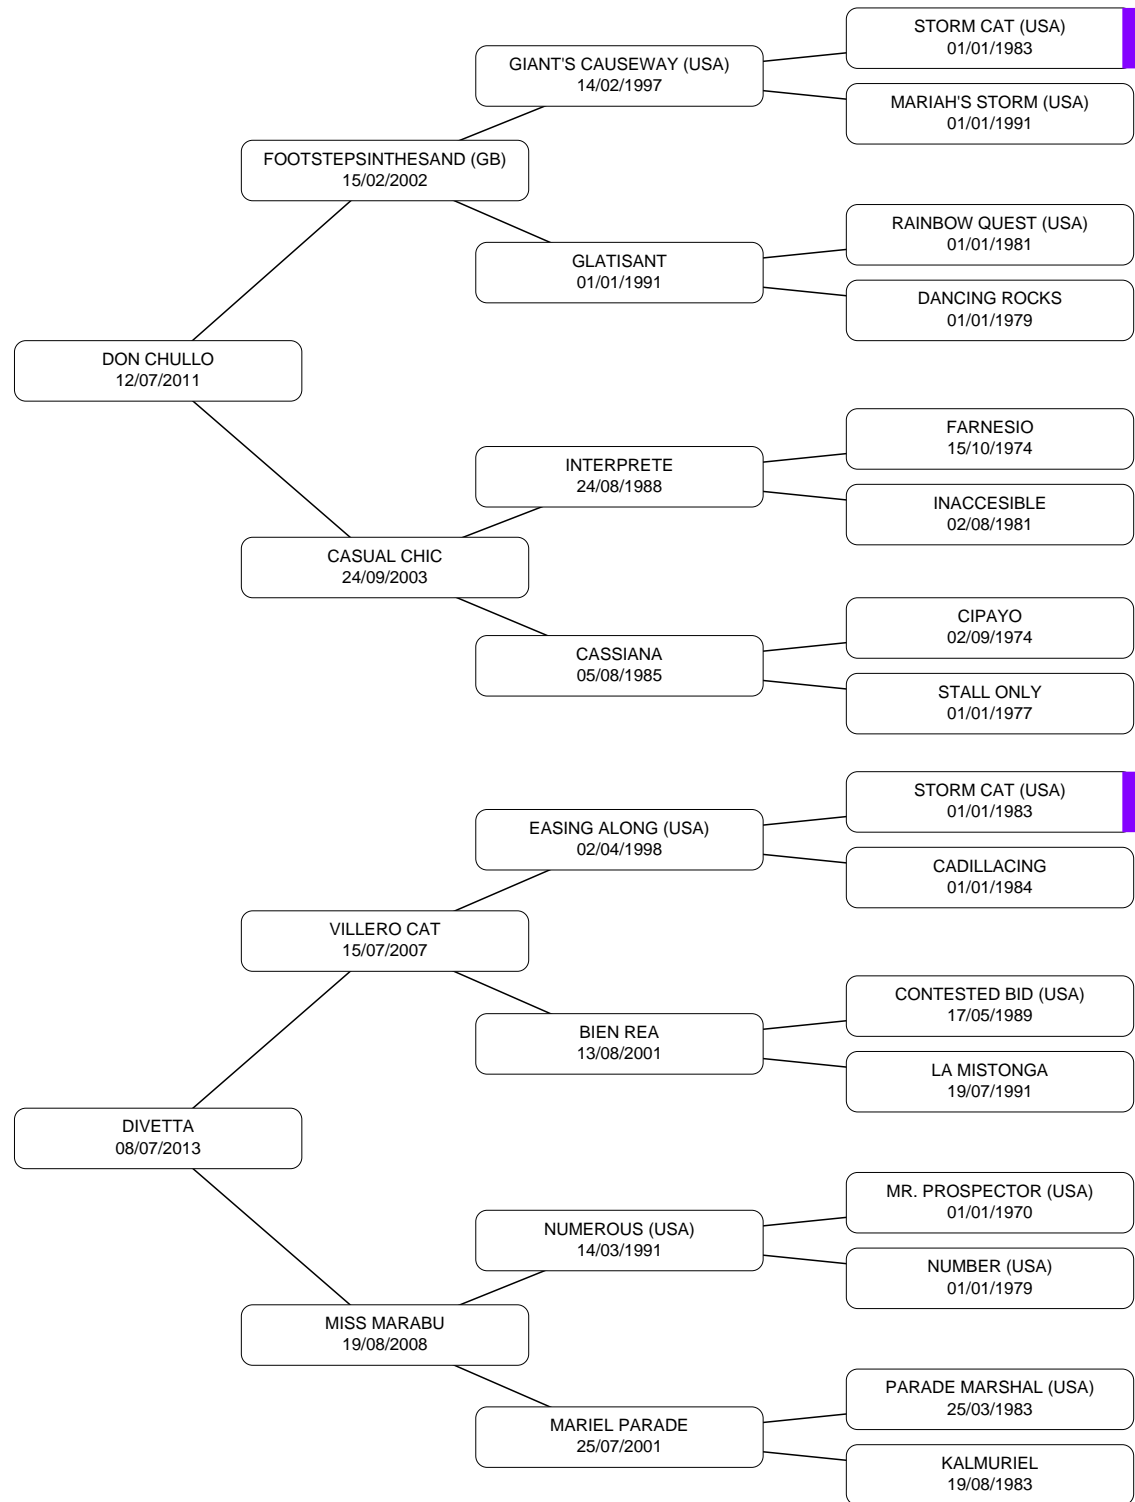 STORM CAT (USA)
01/01/1983
GIANT'S CAUSEWAY (USA)
14/02/1997
MARIAH'S STORM (USA)
01/01/1991
FOOTSTEPSINTHESAND (GB)
15/02/2002
RAINBOW QUEST (USA)
01/01/1981
GLATISANT
01/01/1991
DANCING ROCKS
01/01/1979
DON CHULLO
12/07/2011
FARNESIO
15/10/1974
INTERPRETE
24/08/1988
INACCESIBLE
02/08/1981
CASUAL CHIC
24/09/2003
CIPAYO
02/09/1974
CASSIANA
05/08/1985
STALL ONLY
01/01/1977
STORM CAT (USA)
01/01/1983
EASING ALONG (USA)
02/04/1998
CADILLACING
01/01/1984
VILLERO CAT
15/07/2007
CONTESTED BID (USA)
17/05/1989
BIEN REA
13/08/2001
LA MISTONGA
19/07/1991
DIVETTA
08/07/2013
MR. PROSPECTOR (USA)
01/01/1970
NUMEROUS (USA)
14/03/1991
NUMBER (USA)
01/01/1979
MISS MARABU
19/08/2008
PARADE MARSHAL (USA)
25/03/1983
MARIEL PARADE
25/07/2001
KALMURIEL
19/08/1983